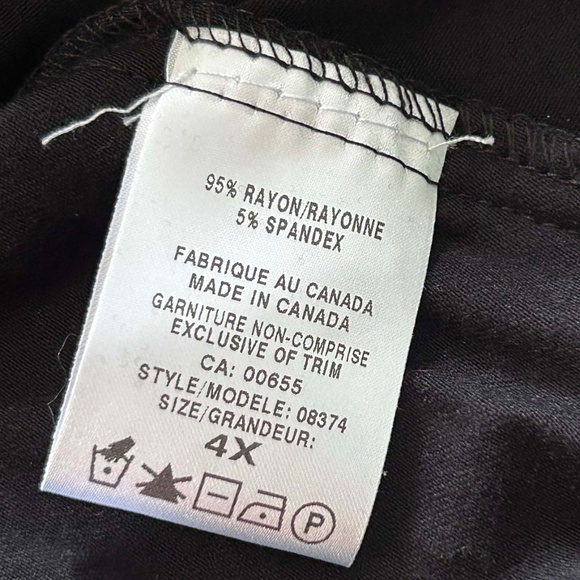 95% RAYON/RAYONNE
5% SPANDEX
FABRIQUE AU CANADA
MADE IN CANADA
GARNITURE NON-COMPRISE
EXCLUSIVE OF TRIM
CA: 00655
STYLE/MODELE: 08374
SIZE/GRANDEUR:
4X
P